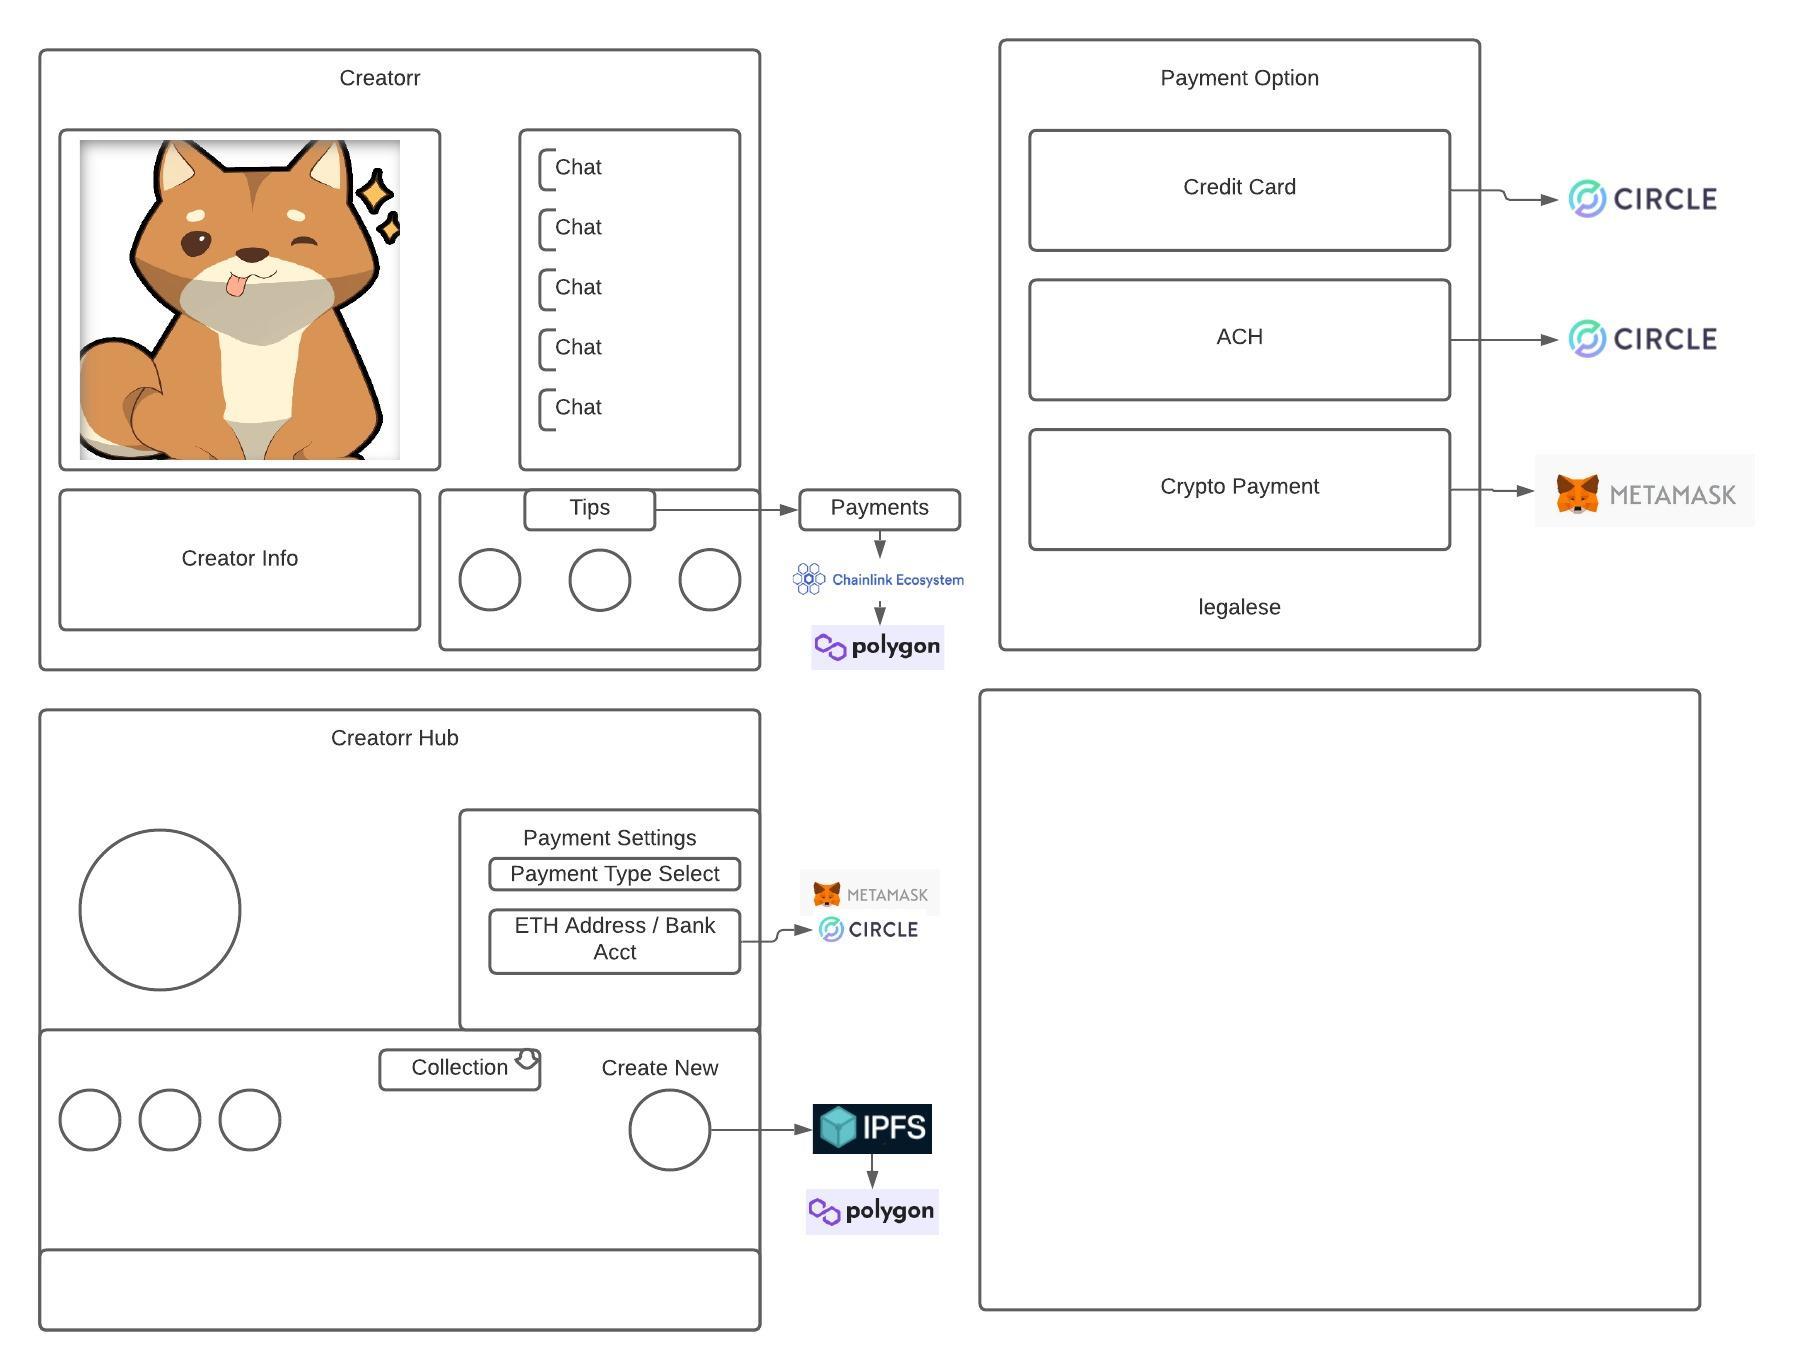 Creatorr
Chat
Chat
Chat
Chat
Chat
Creator Info
Tips
Payments
Chainlink Ecosystem
polygon
Payment Option
Credit Card
CIRCLE
ACH
CIRCLE
Crypto Payment
METAMASK
legalese
Creatorr Hub
Payment Settings
Payment Type Select
ETH Address / Bank
Acct
METAMASK
CIRCLE
Collection
Create New
IPFS
polygon